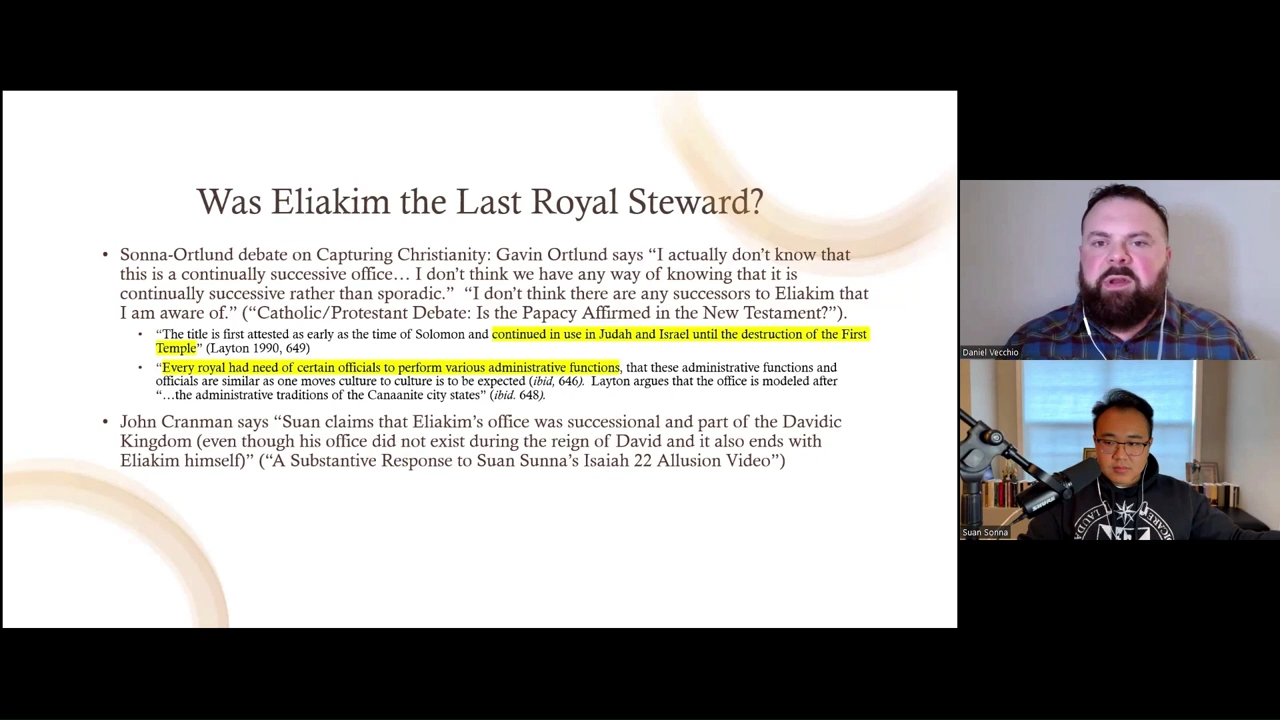 Was Eliakim the Last Royal Steward?
• Sonna-Ortlund debate on Capturing Christianity: Gavin Ortlund says “I actually don’t know that
this is a continually successive office… I don’t think we have any way of knowing that it is
continually successive rather than sporadic.” “I don’t think there are any successors to Eliakim that
I am aware of.” (“Catholic/Protestant Debate: Is the Papacy Affirmed in the New Testament?”).
• “The title is first attested as early as the time of Solomon and continued in use in Judah and Israel until the destruction of the First
Temple” (Layton 1990, 649)
• “Every royal had need of certain officials to perform various administrative functions, that these administrative functions and
officials are similar as one moves culture to culture is to be expected (ibid, 646). Layton argues that the office is modeled after
“…the administrative traditions of the Canaanite city states” (ibid. 648).
• John Cranman says “Suan claims that Eliakim’s office was successional and part of the Davidic
Kingdom (even though his office did not exist during the reign of David and it also ends with
Eliakim himself)” (“A Substantive Response to Suan Sunna’s Isaiah 22 Allusion Video”)
Daniel Vecchio
SHURE
LAUDA
Suan Sonna